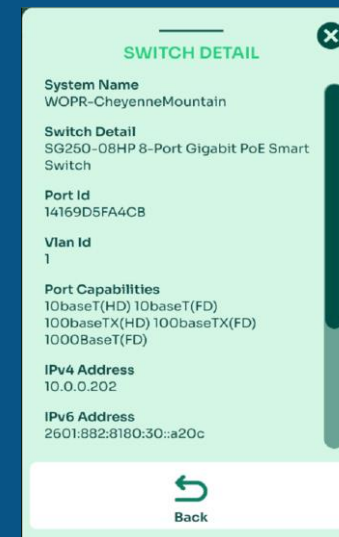 SWITCH DETAIL
System Name
WOPR-CheyenneMountain
Switch Detail
SG250-08HP 8-Port Gigabit PoE Smart
Switch
Port Id
14169D5FA4CB
Vlan Id
1
Port Capabilities
10baseT(HD) 10baseT(FD)
100baseTX(HD) 100baseTX(FD)
1000BaseT(FD)
IPv4 Address
10.0.0.202
IPv6 Address
2601:882:8180:30::a20c
Back